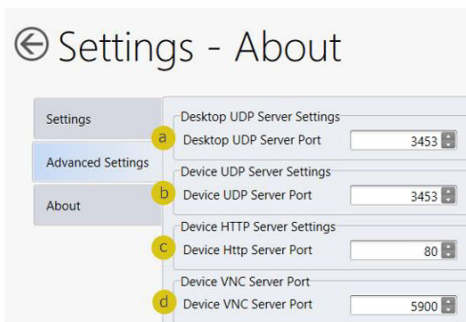 Settings - About
Settings
Advanced Settings
About
Desktop UDP Server Settings
a Desktop UDP Server Port 3453
Device UDP Server Settings
b Device UDP Server Port 3453
Device HTTP Server Settings
c Device Http Server Port 80
Device VNC Server Port
d Device VNC Server Port 5900